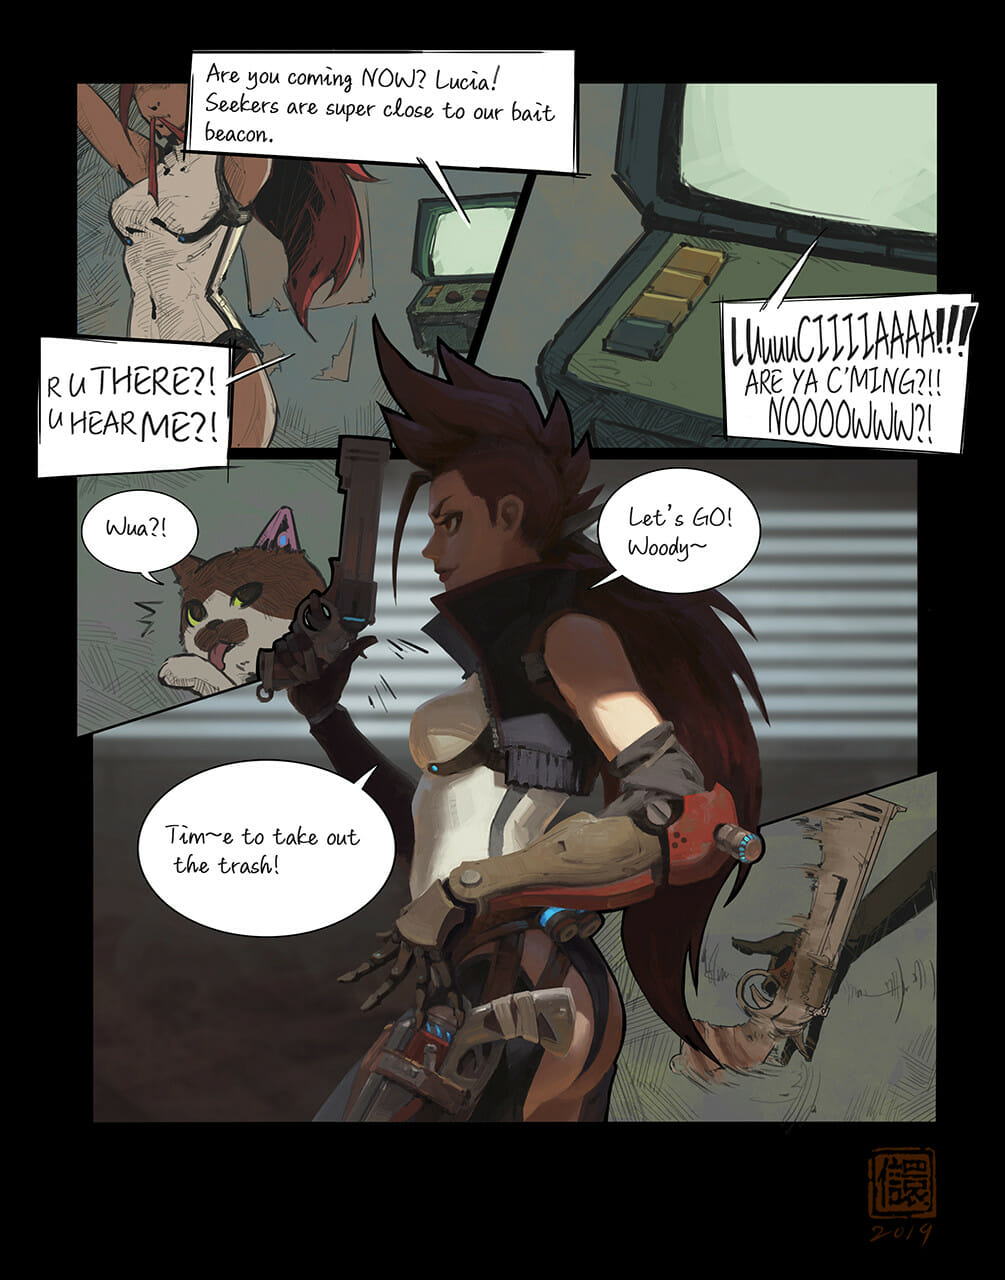 Are you coming NOW? Lucia!
Seekers are super close to our bait
beacon.
R U THERE?!
U HEAR ME?!
LUuuuCIIIIAAAA!!!
ARE YA C'MING?!!
NOOOOWWW?!
Wua?!
Let's GO!
Woody~
Tim~e to take out
the trash!
2019